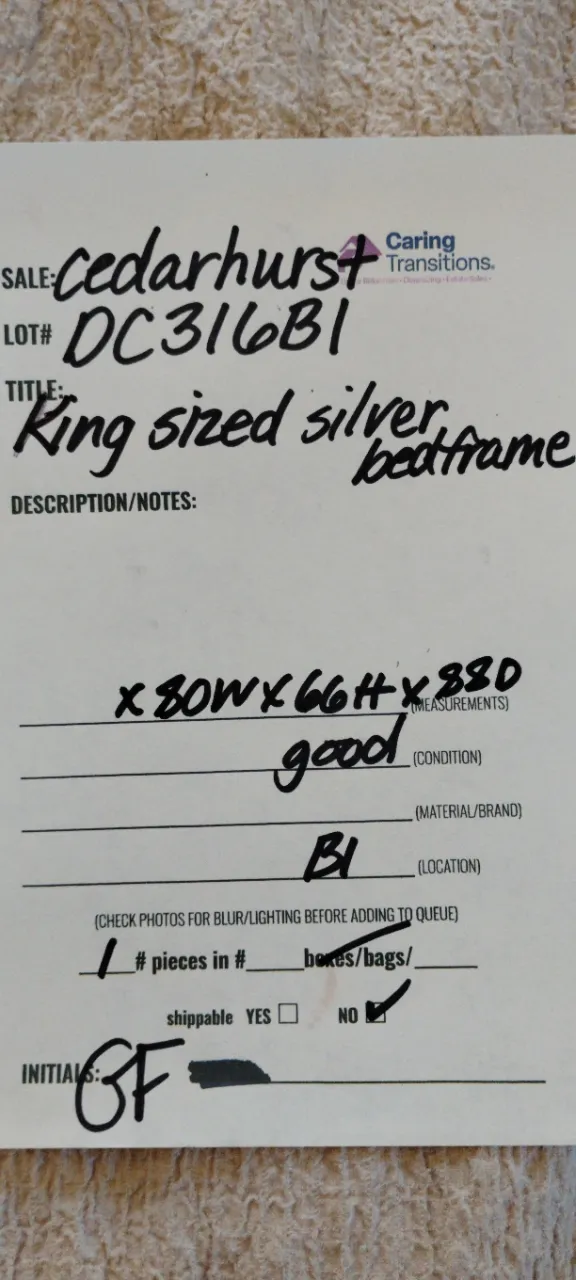 Caring
SALE: cedarhurst Transitions.
LOT# DC316B1
TITLE:
King sized silver
bedframe
DESCRIPTION/NOTES:
x 80W x 66H x 88D (MEASUREMENTS)
good (CONDITION)
(MATERIAL/BRAND)
B1 (LOCATION)
(CHECK PHOTOS FOR BLUR/LIGHTING BEFORE ADDING TO QUEUE)
1 # pieces in # boxes/bags/
shippable YES NO
INITIALS: GF